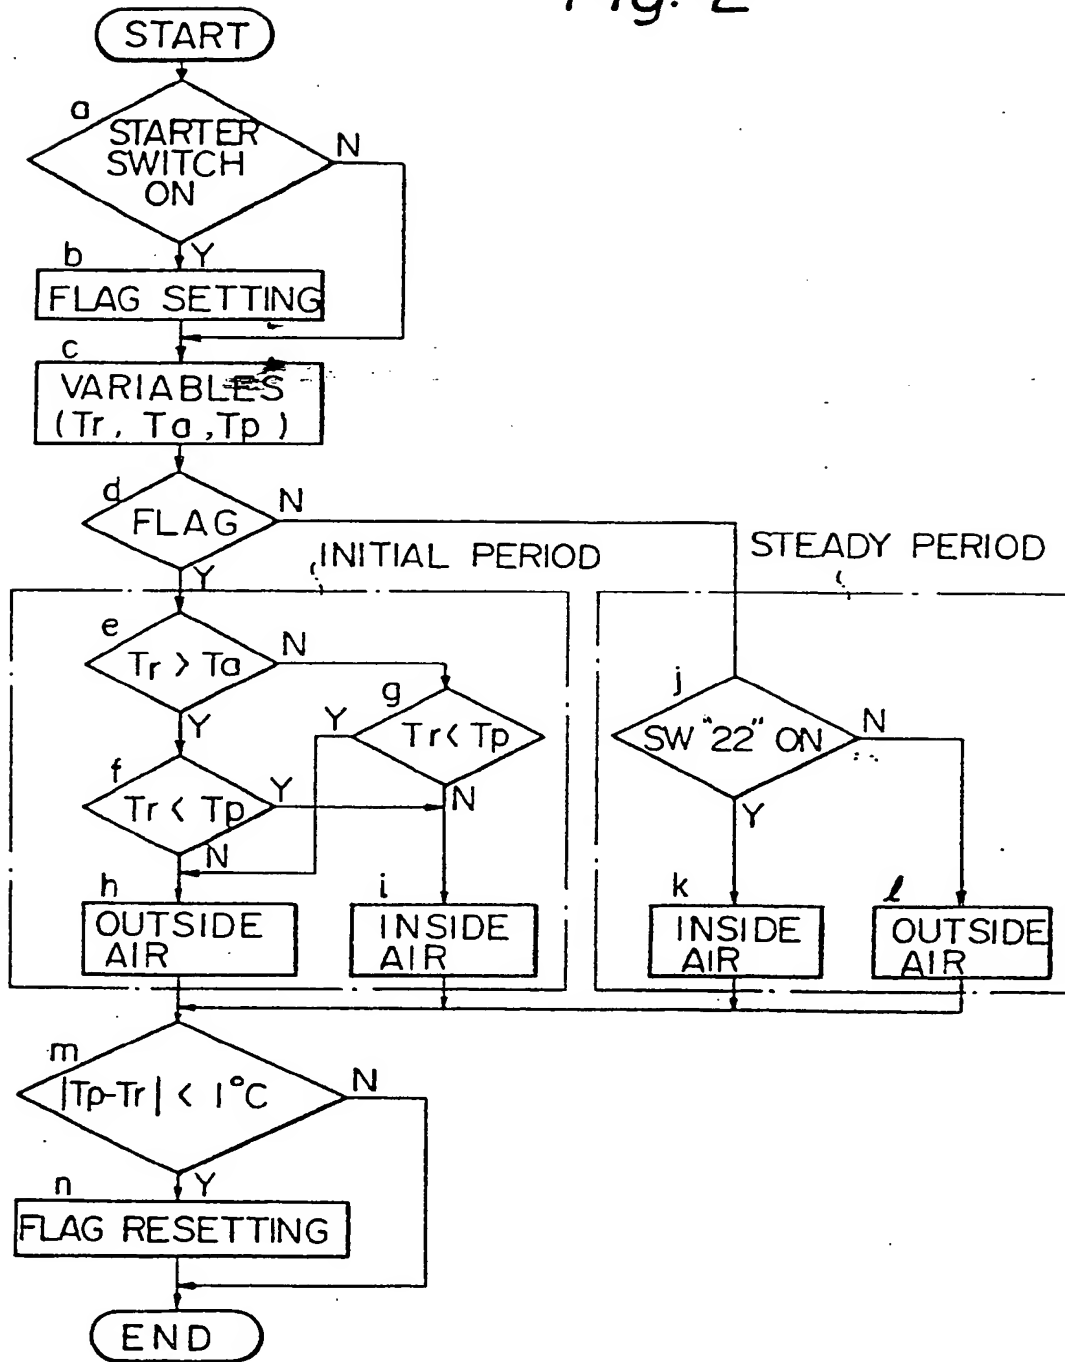 Fig. 2
START
a
STARTER
SWITCH
ON
N
Y
b
FLAG SETTING
c
VARIABLES
(Tr, Ta, Tp)
d
FLAG
N
Y
INITIAL PERIOD
STEADY PERIOD
e
Tr > Ta
N
Y
g
Tr < Tp
Y
N
f
Tr < Tp
Y
N
h
OUTSIDE
AIR
i
INSIDE
AIR
j
SW "22" ON
N
Y
k
INSIDE
AIR
l
OUTSIDE
AIR
m
|Tp-Tr| < 1°C
N
Y
n
FLAG RESETTING
END